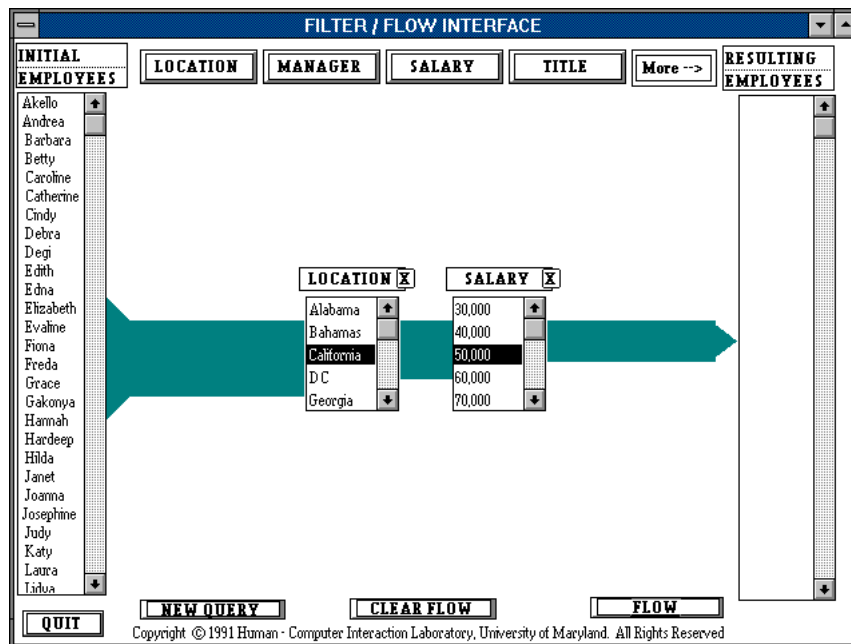 FILTER / FLOW INTERFACE
INITIAL
EMPLOYEES
LOCATION
MANAGER
SALARY
TITLE
More -->
RESULTING
EMPLOYEES
Akello
Andrea
Barbara
Betty
Caroline
Catherine
Cindy
Debra
Degi
Edith
Edna
Elizabeth
Evaline
Fiona
Freda
Grace
Gakonya
Hannah
Hardeep
Hilda
Janet
Joanna
Josephine
Judy
Katy
Laura
Lidya
LOCATION X
Alabama
Bahamas
California
D C
Georgia
SALARY X
30,000
40,000
50,000
60,000
70,000
NEW QUERY
CLEAR FLOW
FLOW
QUIT
Copyright © 1991 Human - Computer Interaction Laboratory, University of Maryland. All Rights Reserved